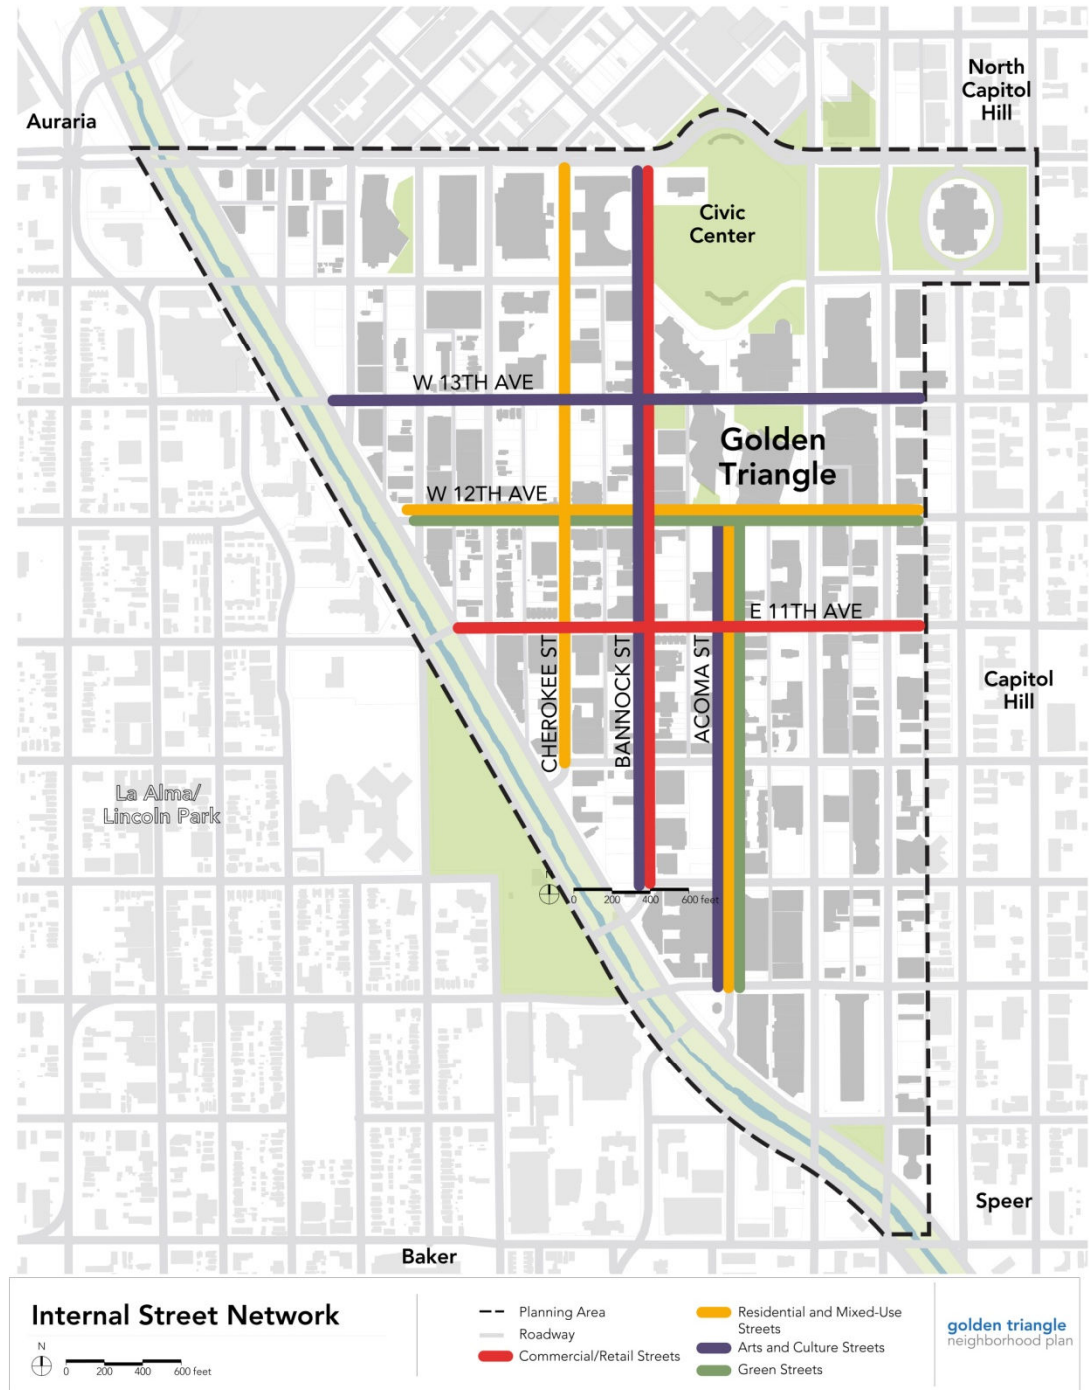 North
Capitol
Hill
Auraria
Civic
Center
W 13TH AVE
Golden
Triangle
W 12TH AVE
E 11TH AVE
CHEROKEE ST
BANNOCK ST
ACOMA ST
Capitol
Hill
La Alma/
Lincoln Park
0 200 400 600 feet
Speer
Baker
Internal Street Network
N
0 200 400 600 feet
Planning Area
Roadway
Commercial/Retail Streets
Residential and Mixed-Use
Streets
Arts and Culture Streets
Green Streets
golden triangle
neighborhood plan